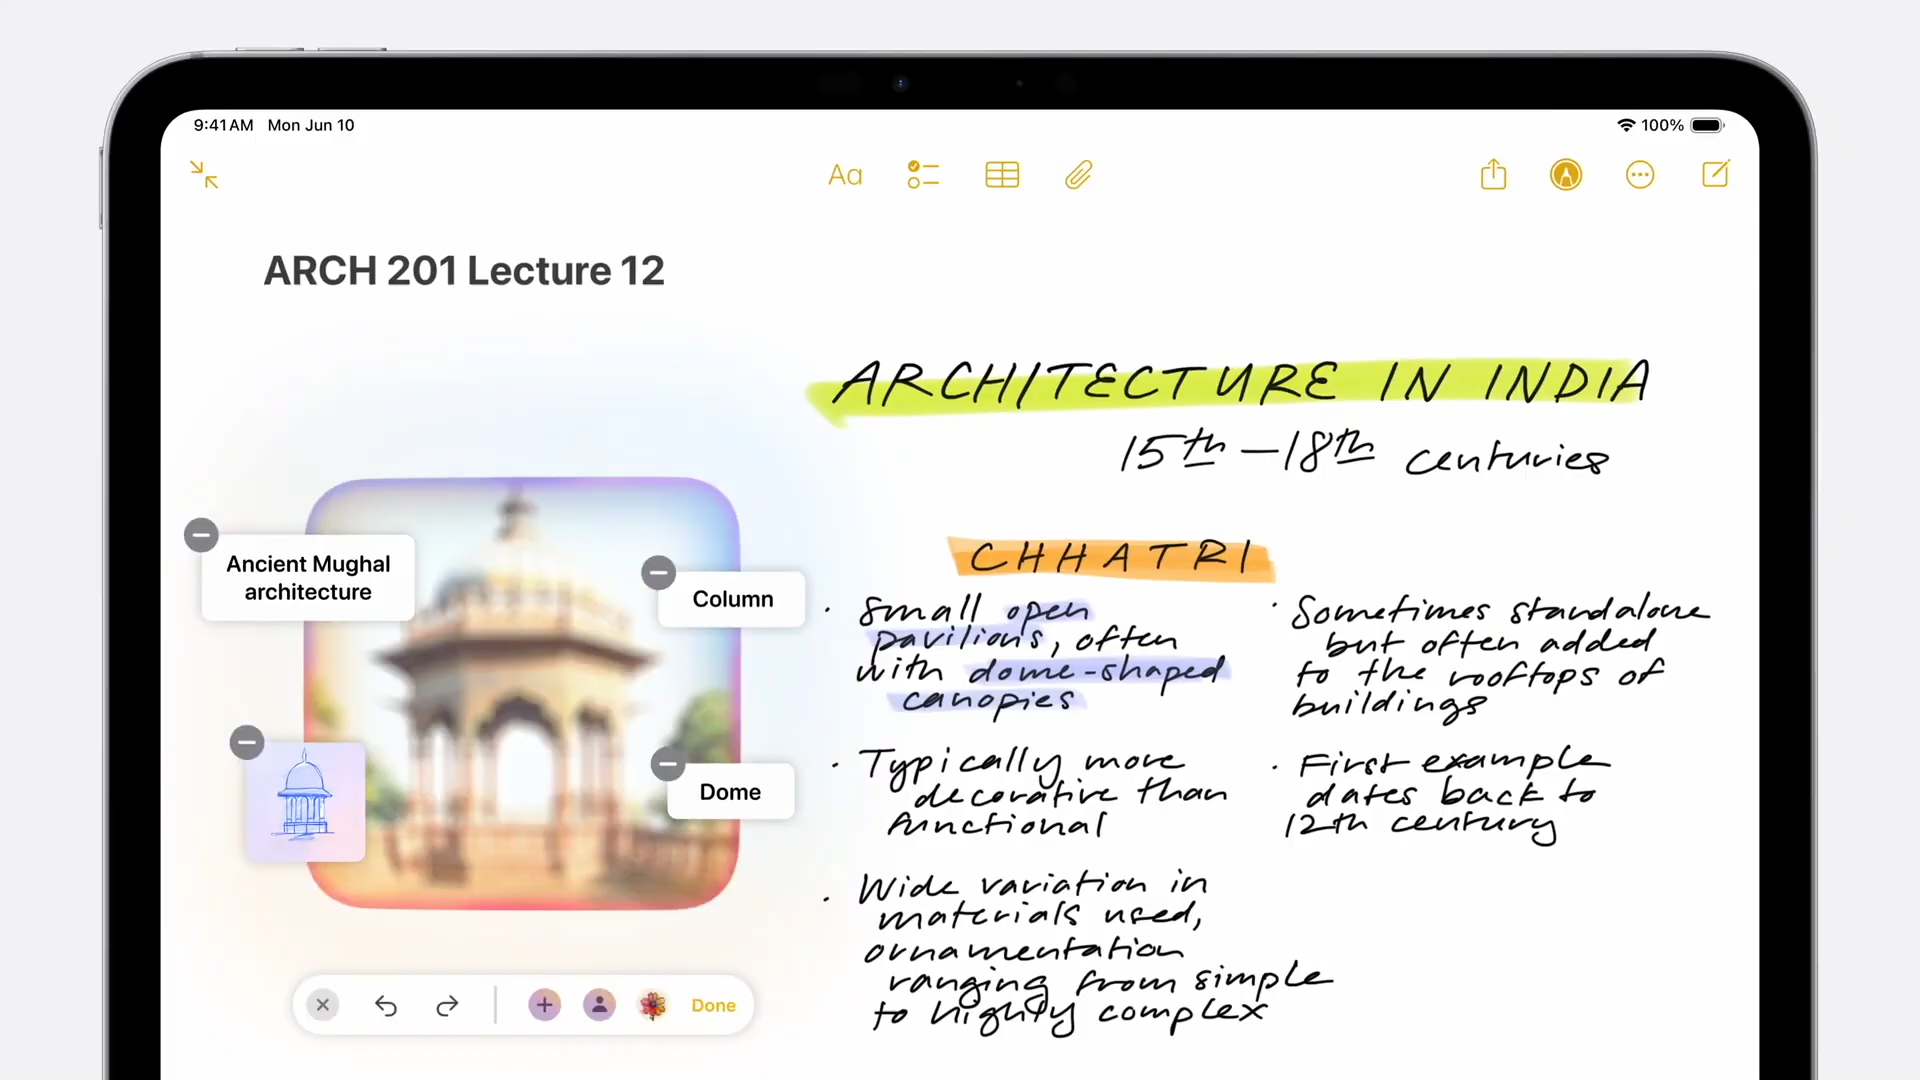 9:41 AM Mon Jun 10
100%
Aa
ARCH 201 Lecture 12
ARCHITECTURE IN INDIA
15th – 18th centuries
Ancient Mughal
architecture
Column
Dome
Done
CHHATRI
· Small open
pavilions, often
with dome-shaped
canopies
· Typically more
decorative than
functional
· Wide variation in
materials used,
ornamentation
ranging from simple
to highly complex
· Sometimes standalone
but often added
to the rooftops of
buildings
· First example
dates back to
12th century